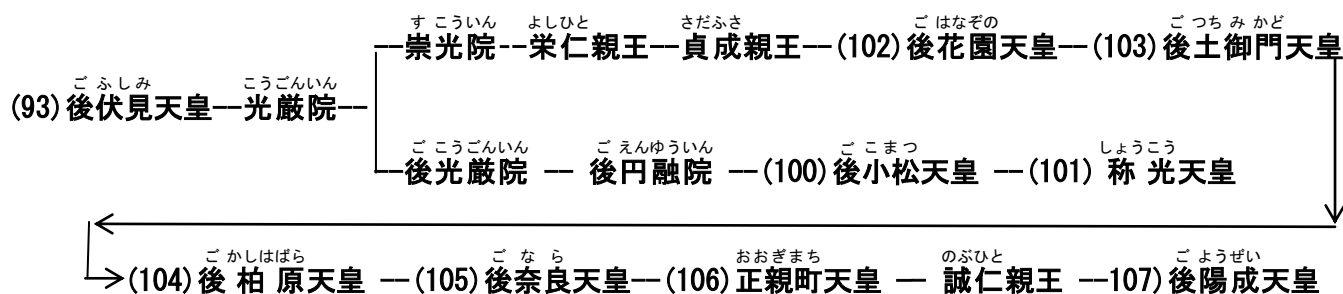 すこういん よしひと さだふさ ごはなぞの ごつちみかど
--崇光院--栄仁親王--貞成親王--(102)後花園天皇--(103)後土御門天皇
ごふしみ こうごんいん
(93)後伏見天皇--光厳院--
ごこうごんいん ごえんゆういん ごこまつ しょうこう
--後光厳院 -- 後円融院 --(100)後小松天皇 --(101) 称 光天皇
ごかしはばら ごなら おおぎまち のぶひと ごようぜい
(104)後 柏 原天皇 --(105)後奈良天皇--(106)正親町天皇 — 誠仁親王 --107)後陽成天皇